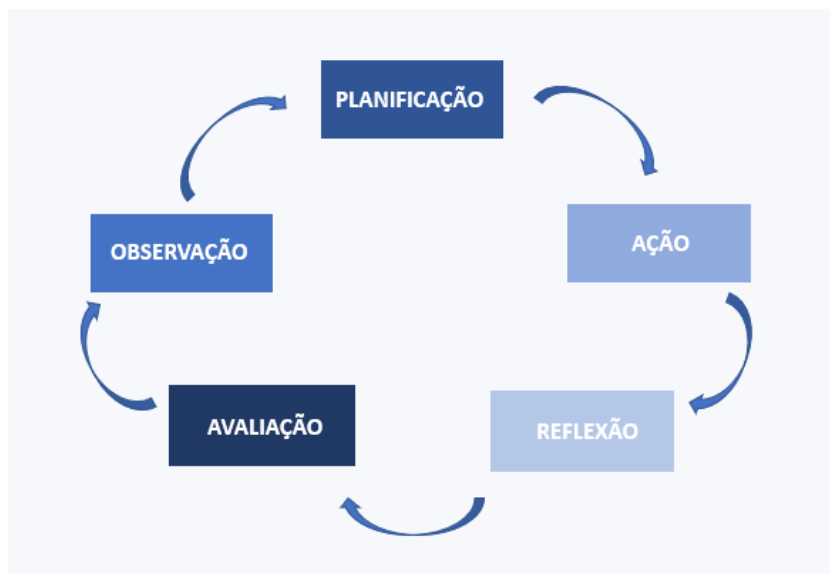 PLANIFICAÇÃO
AÇÃO
OBSERVAÇÃO
AVALIAÇÃO
REFLEXÃO